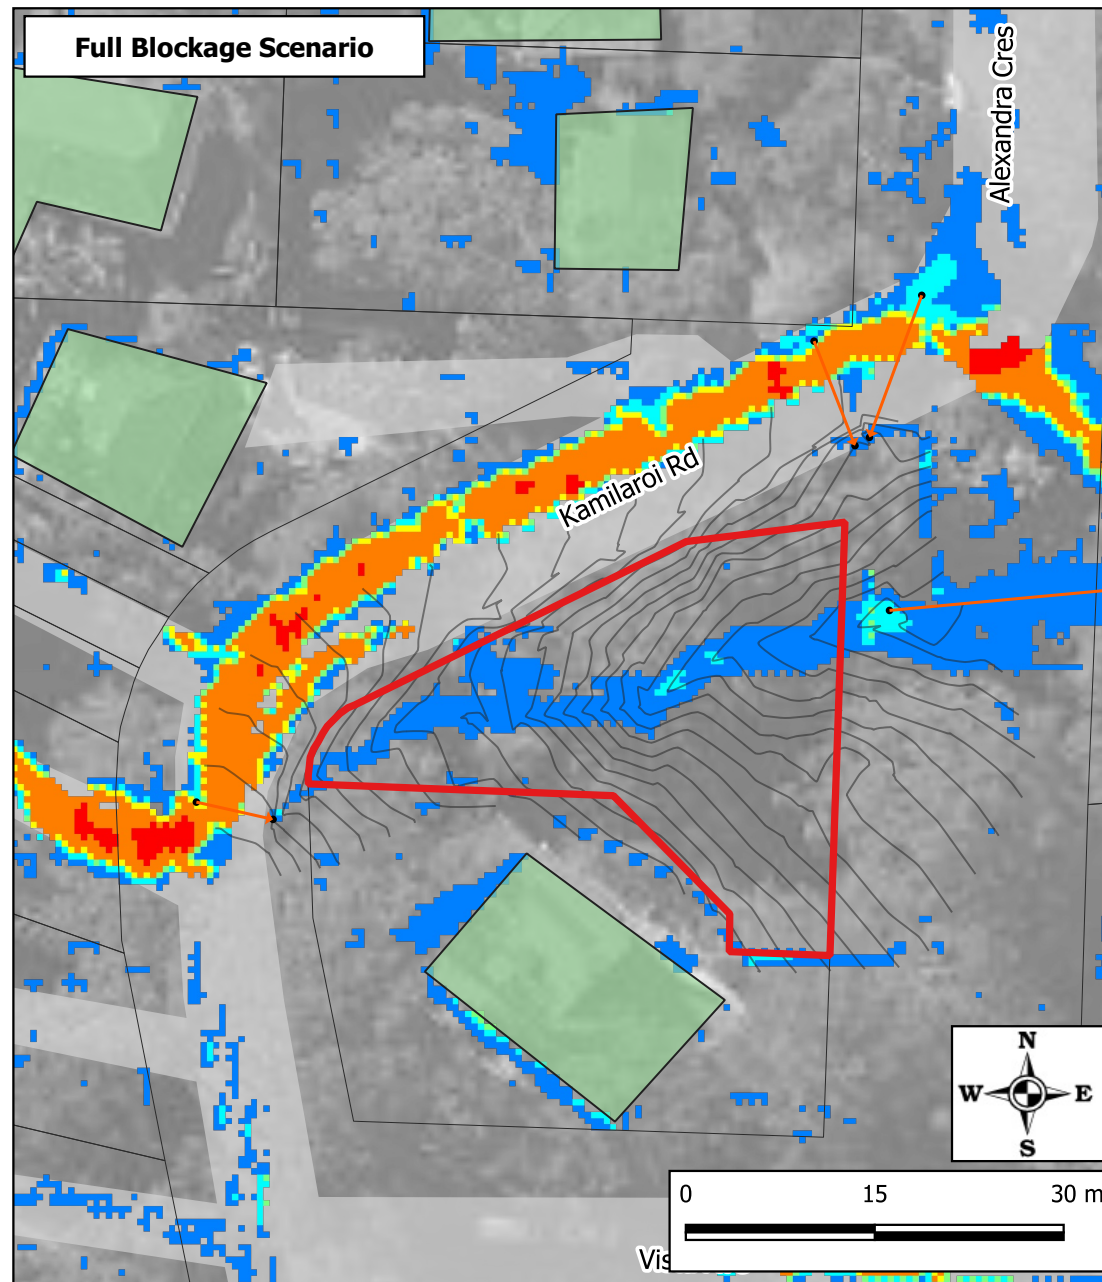 Full Blockage Scenario
Alexandra Cres
Kamilaroi Rd
N
W E
S
0 15 30 m